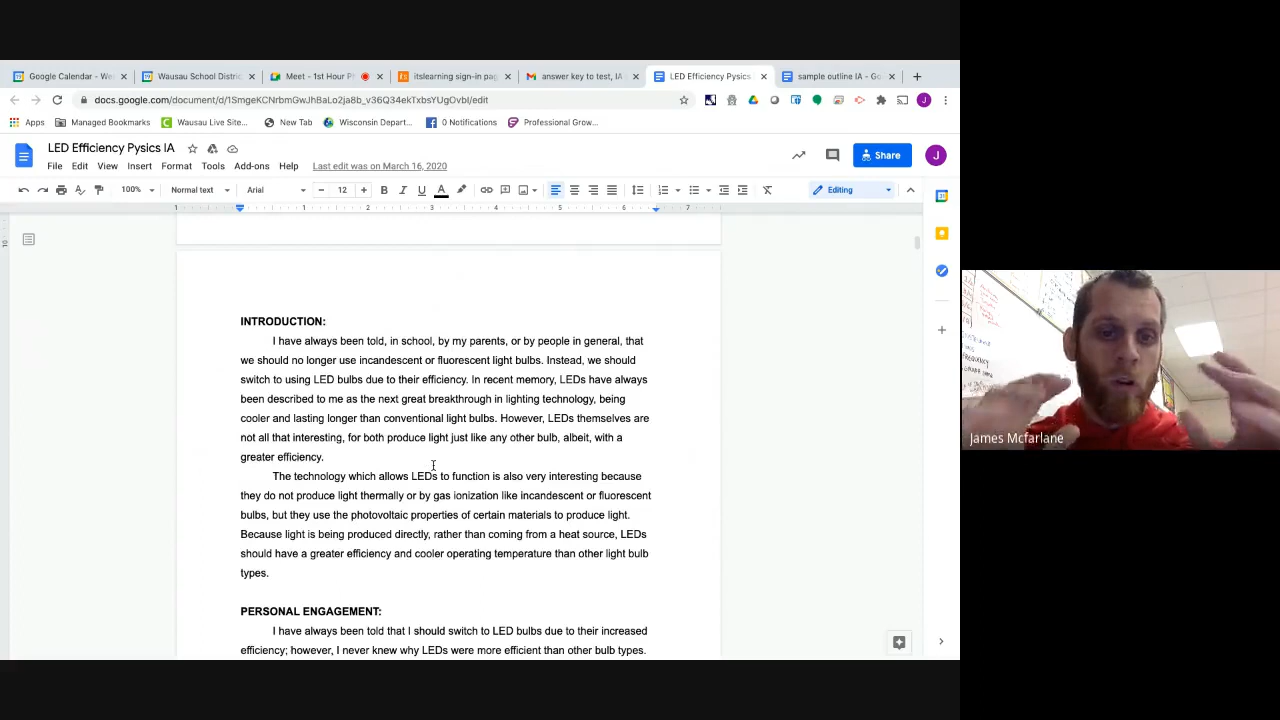 Google Calendar - We
Wausau School Distric
Meet - 1st Hour Ph
itslearning sign-in pag
answer key to test, IA
LED Efficiency Pysics
sample outline IA - Go
docs.google.com/document/d/1SmgeKCNrbmGwJh8aLo2ja8b_v36Q34ekTxbsYUgOvbI/edit
Apps
Managed Bookmarks
Wausau Live Site...
New Tab
Wisconsin Depart...
0 Notifications
Professional Grow...
LED Efficiency Pysics IA
File Edit View Insert Format Tools Add-ons Help Last edit was on March 16, 2020
Share
J
100% Normal text Arial 12 Editing
1 1 2 3 4 5 6 7
INTRODUCTION:
I have always been told, in school, by my parents, or by people in general, that
we should no longer use incandescent or fluorescent light bulbs. Instead, we should
switch to using LED bulbs due to their efficiency. In recent memory, LEDs have always
been described to me as the next great breakthrough in lighting technology, being
cooler and lasting longer than conventional light bulbs. However, LEDs themselves are
not all that interesting, for both produce light just like any other bulb, albeit, with a
greater efficiency.
The technology which allows LEDs to function is also very interesting because
they do not produce light thermally or by gas ionization like incandescent or fluorescent
bulbs, but they use the photovoltaic properties of certain materials to produce light.
Because light is being produced directly, rather than coming from a heat source, LEDs
should have a greater efficiency and cooler operating temperature than other light bulb
types.
PERSONAL ENGAGEMENT:
I have always been told that I should switch to LED bulbs due to their increased
efficiency; however, I never knew why LEDs were more efficient than other bulb types.
James Mcfarlane